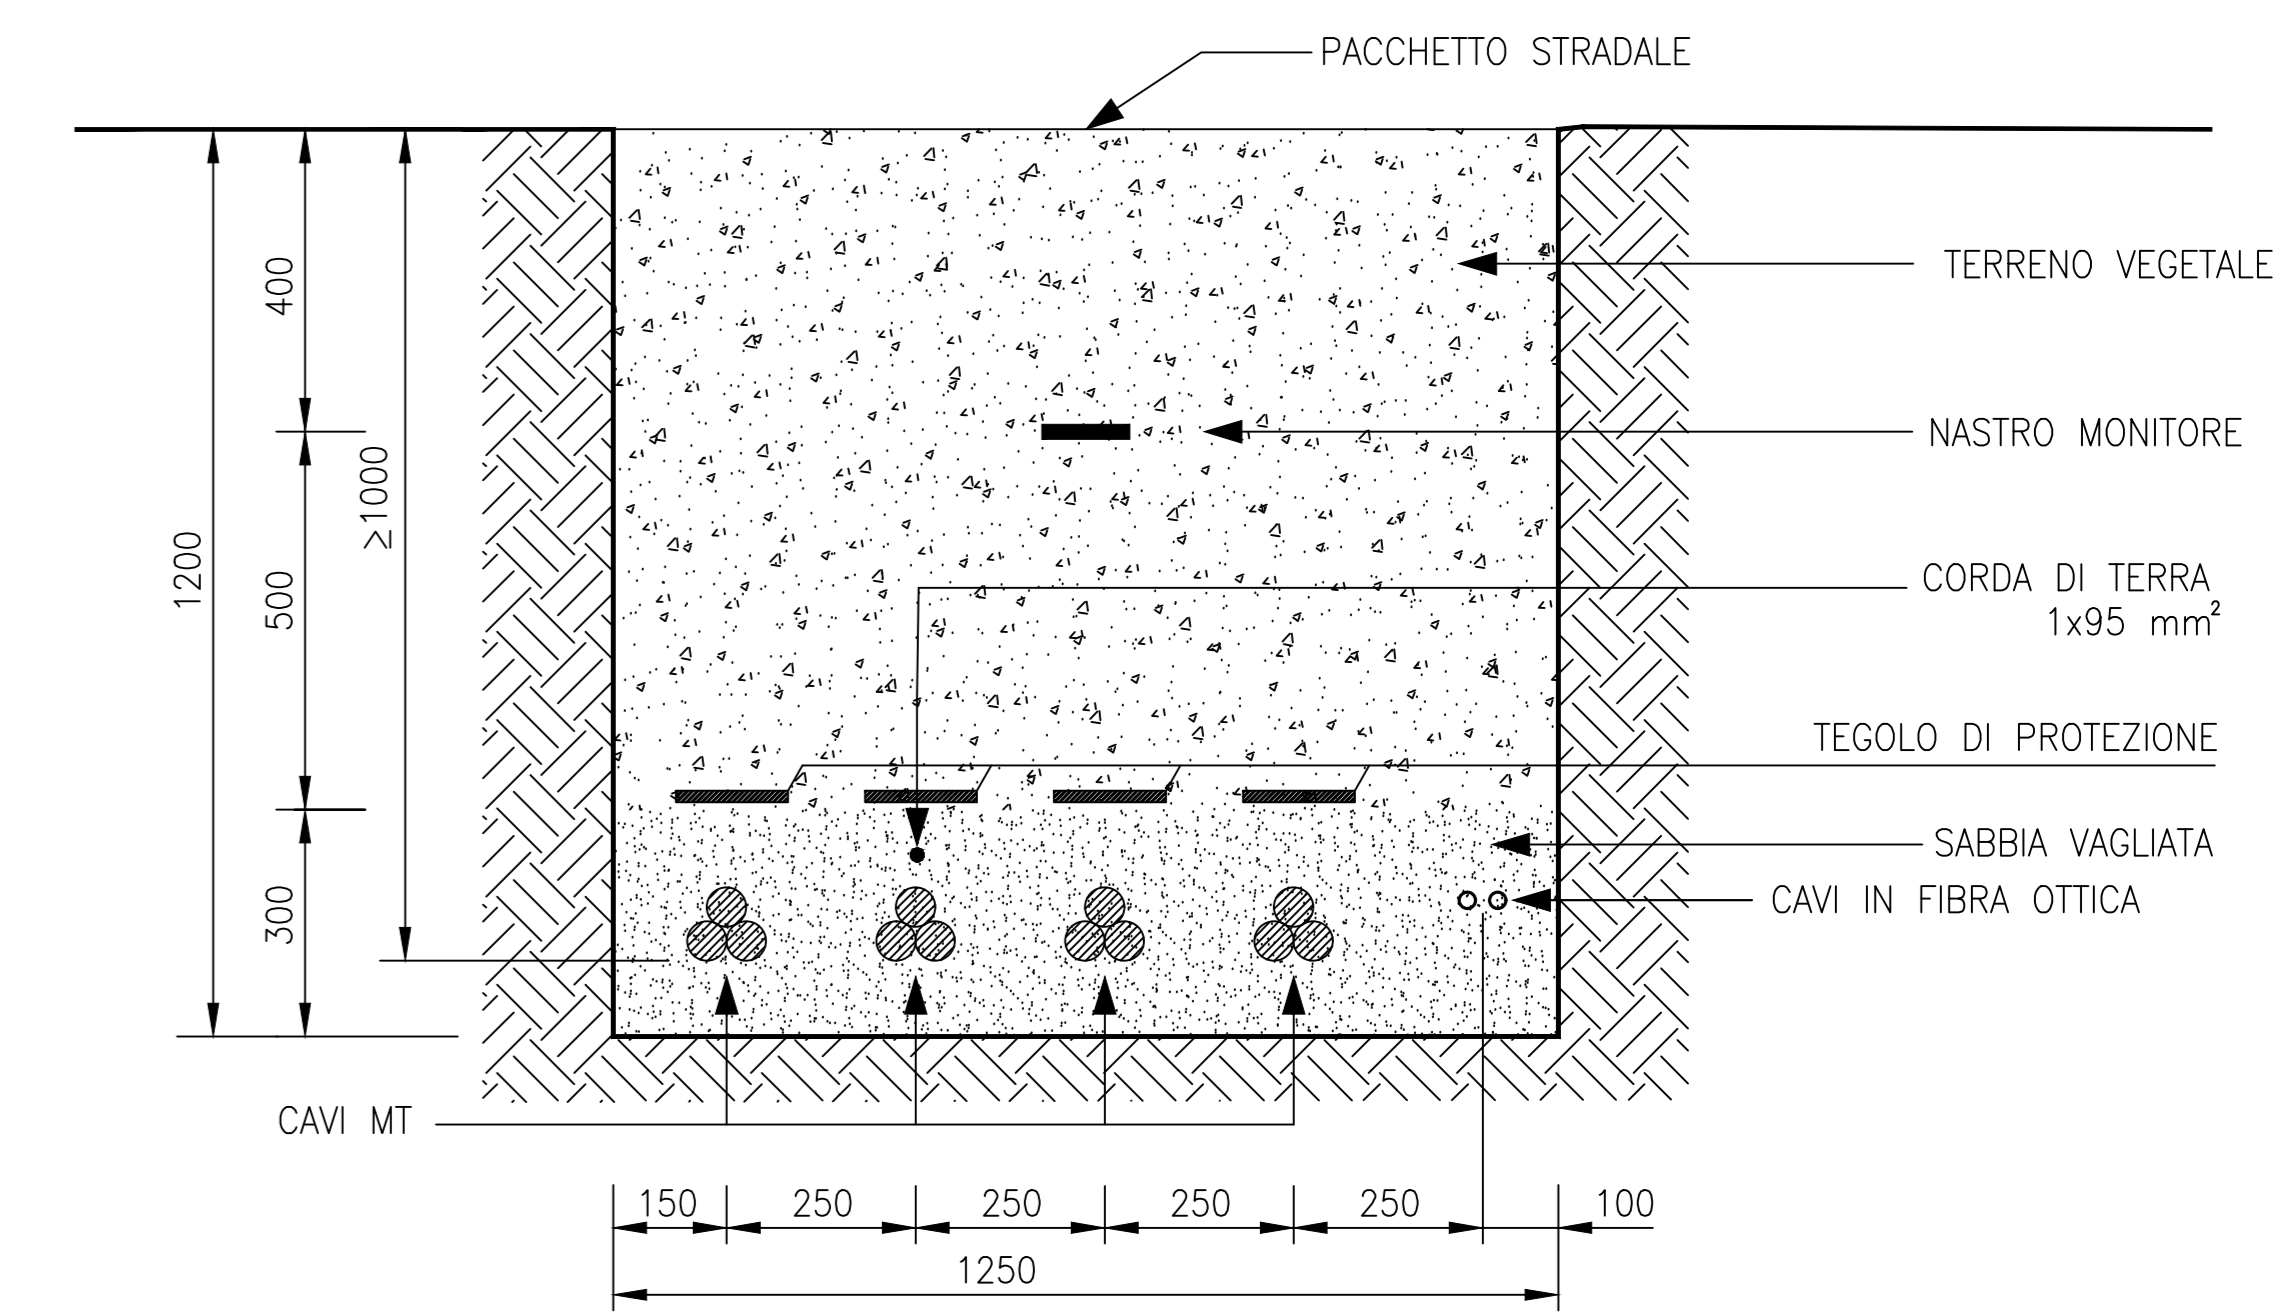 PACCHETTO STRADALE
TERRENO VEGETALE
400
NASTRO MONITORE
≥1000
1200
500
CORDA DI TERRA
1x95 mm²
TEGOLO DI PROTEZIONE
SABBIA VAGLIATA
300
CAVI IN FIBRA OTTICA
CAVI MT
150 250 250 250 250 100
1250